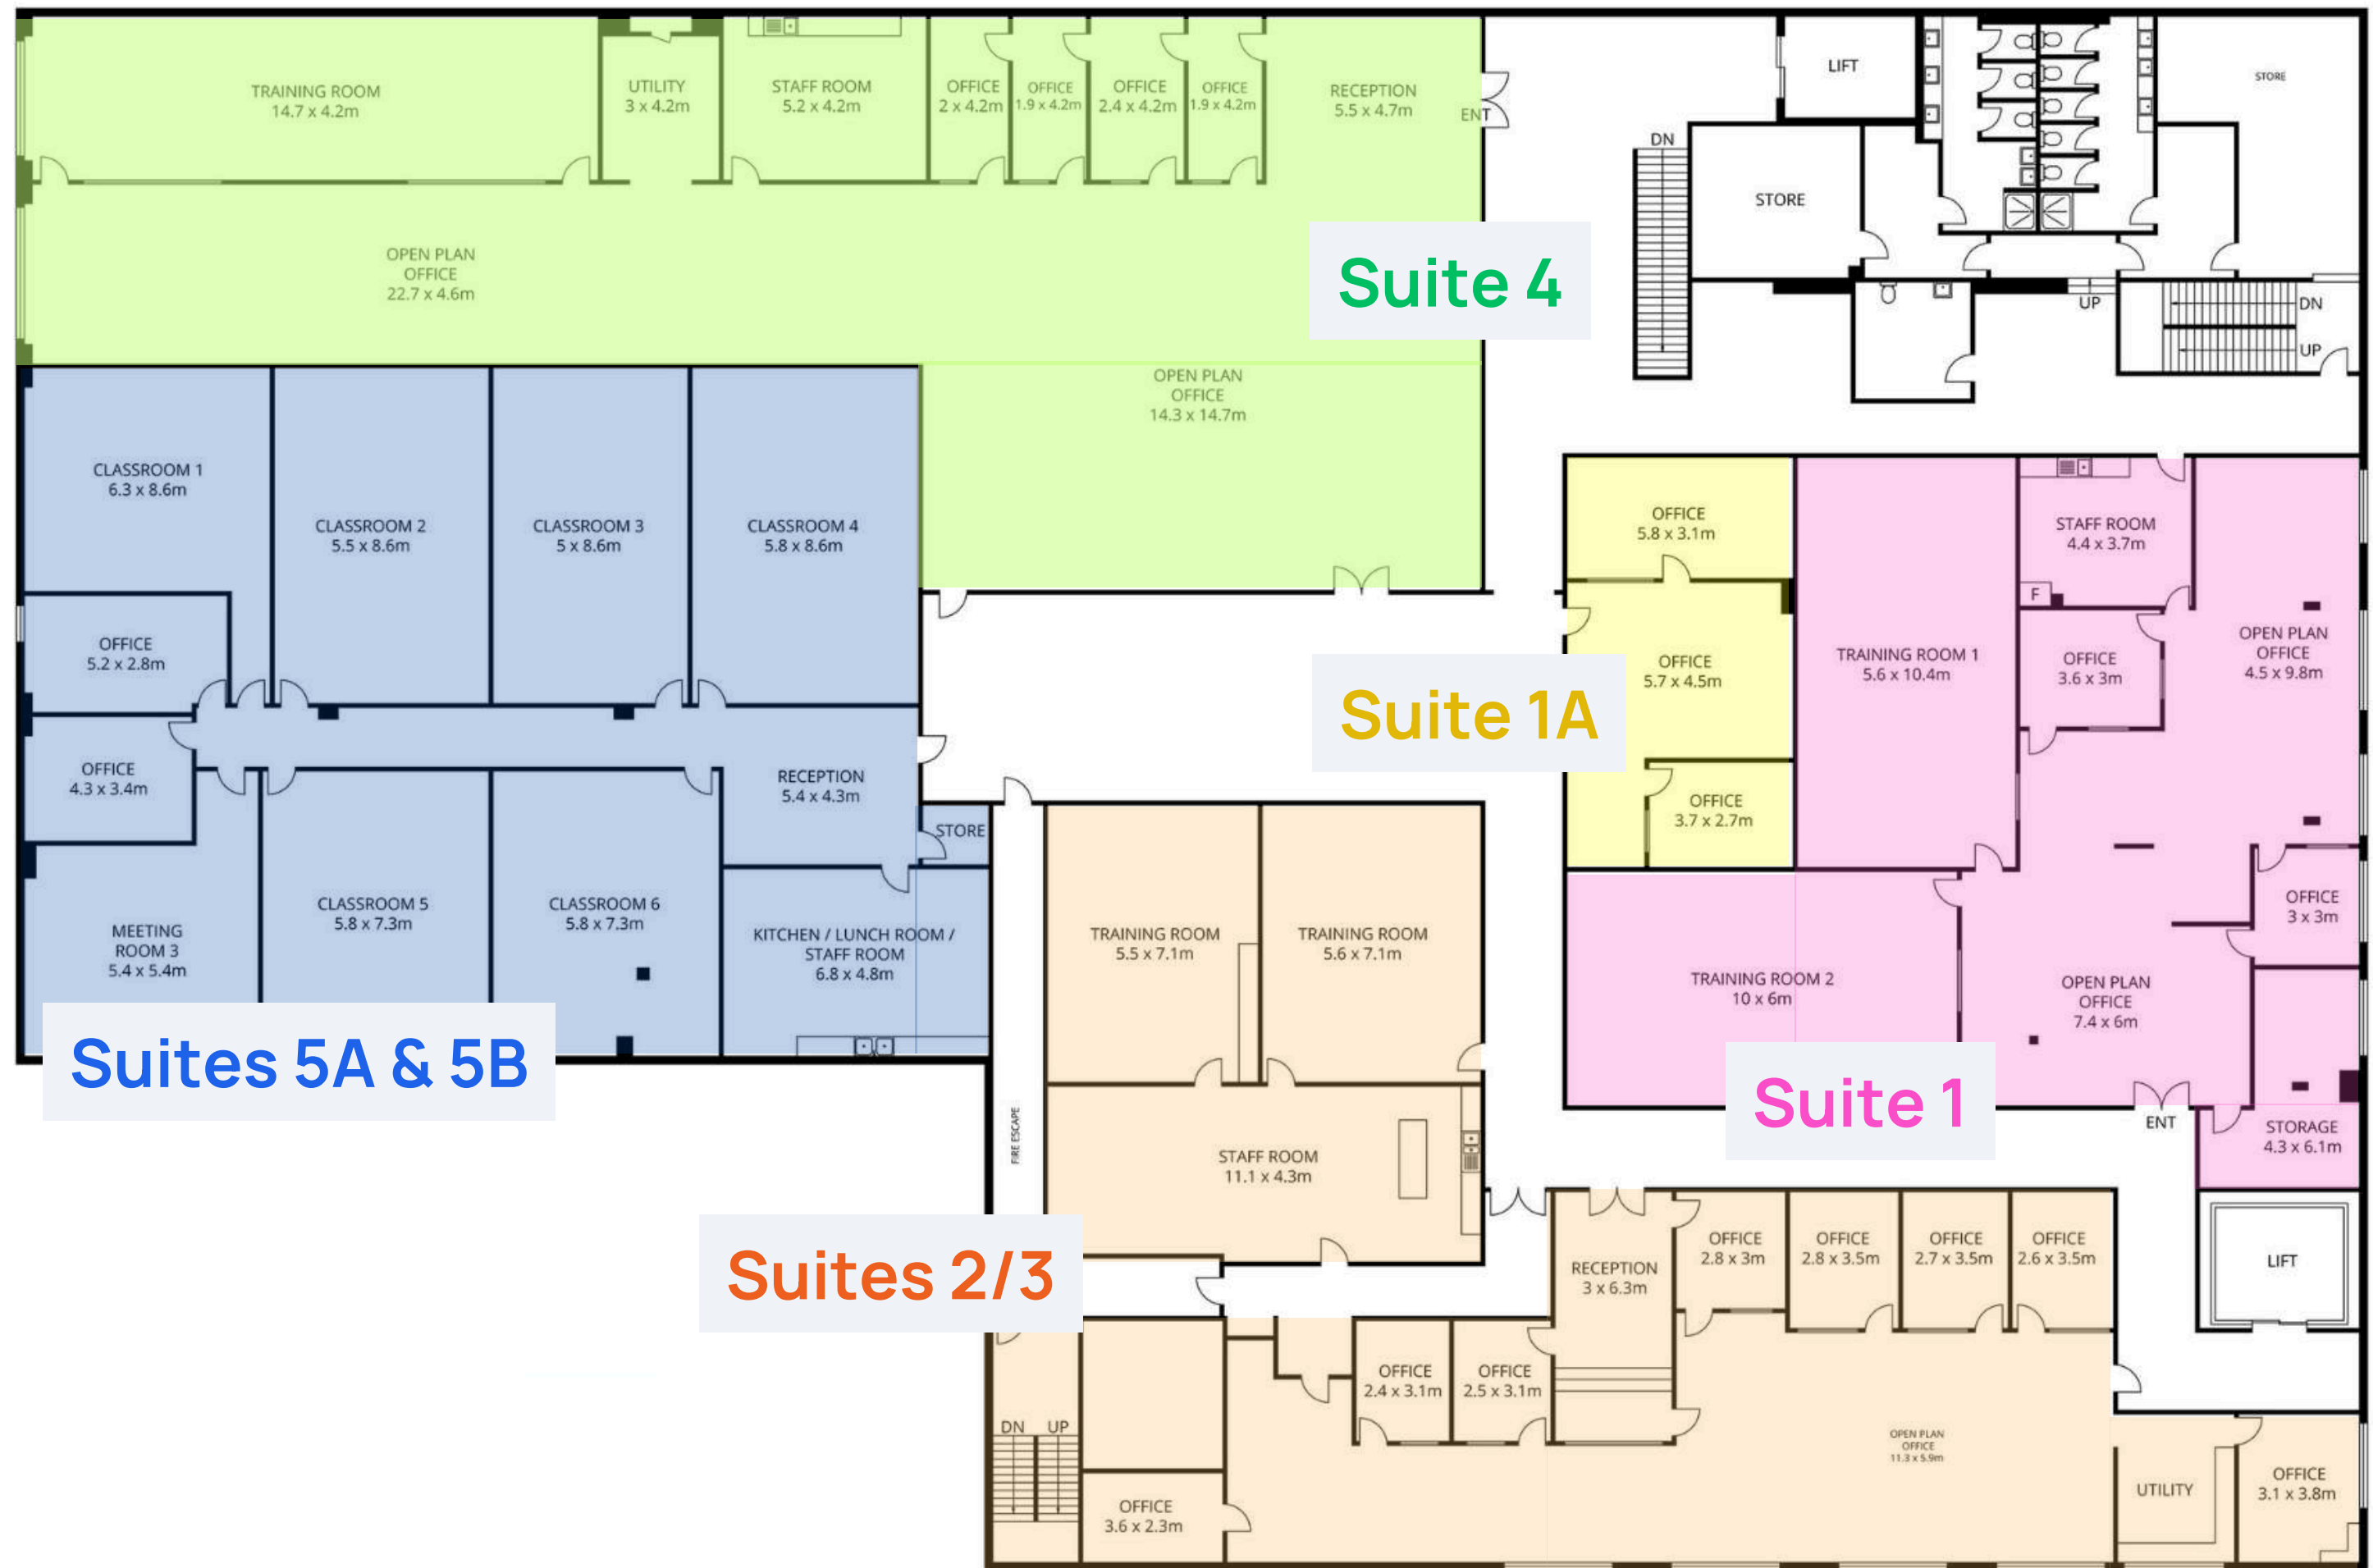 TRAINING ROOM
14.7 x 4.2m
UTILITY
3 x 4.2m
STAFF ROOM
5.2 x 4.2m
OFFICE
2 x 4.2m
OFFICE
1.9 x 4.2m
OFFICE
2.4 x 4.2m
OFFICE
1.9 x 4.2m
RECEPTION
5.5 x 4.7m
ENT
LIFT
STORE
DN
STORE
OPEN PLAN
OFFICE
22.7 x 4.6m
Suite 4
UP
DN
UP
OPEN PLAN
OFFICE
14.3 x 14.7m
CLASSROOM 1
6.3 x 8.6m
CLASSROOM 2
5.5 x 8.6m
CLASSROOM 3
5 x 8.6m
CLASSROOM 4
5.8 x 8.6m
OFFICE
5.8 x 3.1m
STAFF ROOM
4.4 x 3.7m
F
OFFICE
5.2 x 2.8m
OFFICE
5.7 x 4.5m
TRAINING ROOM 1
5.6 x 10.4m
OFFICE
3.6 x 3m
OPEN PLAN
OFFICE
4.5 x 9.8m
Suite 1A
OFFICE
4.3 x 3.4m
RECEPTION
5.4 x 4.3m
STORE
OFFICE
3.7 x 2.7m
MEETING
ROOM 3
5.4 x 5.4m
CLASSROOM 5
5.8 x 7.3m
CLASSROOM 6
5.8 x 7.3m
KITCHEN / LUNCH ROOM /
STAFF ROOM
6.8 x 4.8m
TRAINING ROOM
5.5 x 7.1m
TRAINING ROOM
5.6 x 7.1m
OFFICE
3 x 3m
TRAINING ROOM 2
10 x 6m
OPEN PLAN
OFFICE
7.4 x 6m
Suites 5A & 5B
Suite 1
FIRE ESCAPE
ENT
STORAGE
4.3 x 6.1m
STAFF ROOM
11.1 x 4.3m
Suites 2/3
RECEPTION
3 x 6.3m
OFFICE
2.8 x 3m
OFFICE
2.8 x 3.5m
OFFICE
2.7 x 3.5m
OFFICE
2.6 x 3.5m
LIFT
OFFICE
2.4 x 3.1m
OFFICE
2.5 x 3.1m
DN
UP
OPEN PLAN
OFFICE
11.3 x 5.9m
OFFICE
3.6 x 2.3m
UTILITY
OFFICE
3.1 x 3.8m